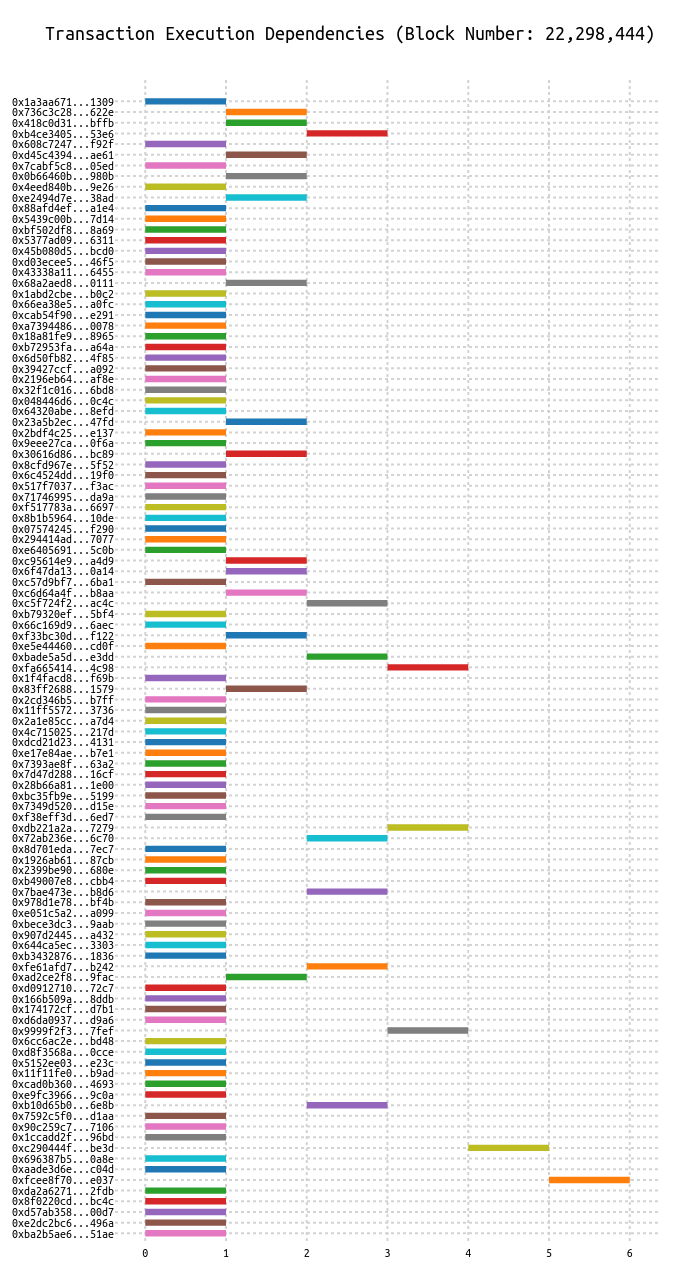 Transaction Execution Dependencies (Block Number: 22,298,444)
0x1a3aa671...1309
0x736c3c28...622e
0x418c0d31...bffb
0xb4ce3405...53e6
0x608c7247...f92f
0xd45c4394...ae61
0x7cabf5c8...05ed
0x0b66460b...980b
0x4eed840b...9e26
0xe2494d7e...38ad
0x88afd4ef...a1e4
0x5439c00b...7d14
0xbf502df8...8a69
0x5377ad09...6311
0x45b080d5...bcd0
0xd03ecee5...46f5
0x43338a11...6455
0x68a2aed8...0111
0x1abd2cbe...b0c2
0x66ea38e5...a0fc
0xcab54f90...e291
0xa7394486...0078
0x18a81fe9...8965
0xb72953fa...a64a
0x6d50fb82...4f85
0x39427ccf...a092
0x2196eb64...af8e
0x32f1c016...6bd8
0x048446d6...0c4c
0x64320abe...8efd
0x23a5b2ec...47fd
0x2bdf4c25...e137
0x9eee27ca...0f6a
0x30616d86...bc89
0x8cfd967e...5f52
0x6c4524dd...19f0
0x517f7037...f3ac
0x71746995...da9a
0xf517783a...6697
0x8b1b5964...10de
0x07574245...f290
0x294414ad...7077
0xe6405691...5c0b
0xc95614e9...a4d9
0x6f47da13...0a14
0xc57d9bf7...6ba1
0xc6d64a4f...b8aa
0xc5f724f2...ac4c
0xb79320ef...5bf4
0x66c169d9...6aec
0xf33bc30d...f122
0xe5e44460...cd0f
0xbade5a5d...e3dd
0xfa665414...4c98
0x1f4facd8...f69b
0x83ff2688...1579
0x2cd346b5...b7ff
0x11ff5572...3736
0x2a1e85cc...a7d4
0x4c715025...217d
0xdcd21d23...4131
0xe17e84ae...b7e1
0x7393ae8f...63a2
0x7d47d288...16cf
0x28b66a81...1e00
0xbc35fb9e...5199
0x7349d520...d15e
0xf38eff3d...6ed7
0xdb221a2a...7279
0x72ab236e...6c70
0x8d701eda...7ec7
0x1926ab61...87cb
0x2399be90...680e
0xb49007e8...cbb4
0x7bae473e...b8d6
0x978d1e78...bf4b
0xe051c5a2...a099
0xbece3dc3...9aab
0x907d2445...a432
0x644ca5ec...3303
0xb3432876...1836
0xfe61afd7...b242
0xad2ce2f8...9fac
0xd0912710...72c7
0x166b509a...8ddb
0x174172cf...d7b1
0xd6da0937...d9a6
0x9999f2f3...7fef
0x6cc6ac2e...bd48
0xd8f3568a...0cce
0x5152ee03...e23c
0x11f11fe0...b9ad
0xcad0b360...4693
0xe9fc3966...9c0a
0xb10d65b0...6e8b
0x7592c5f0...d1aa
0x90c259c7...7106
0x1ccadd2f...96bd
0xc290444f...be3d
0x696387b5...0a8e
0xaade3d6e...c04d
0xfcee8f70...e037
0xda2a6271...2fdb
0x8f0220cd...bc4c
0xd57ab358...00d7
0xe2dc2bc6...496a
0xba2b5ae6...51ae
0 1 2 3 4 5 6